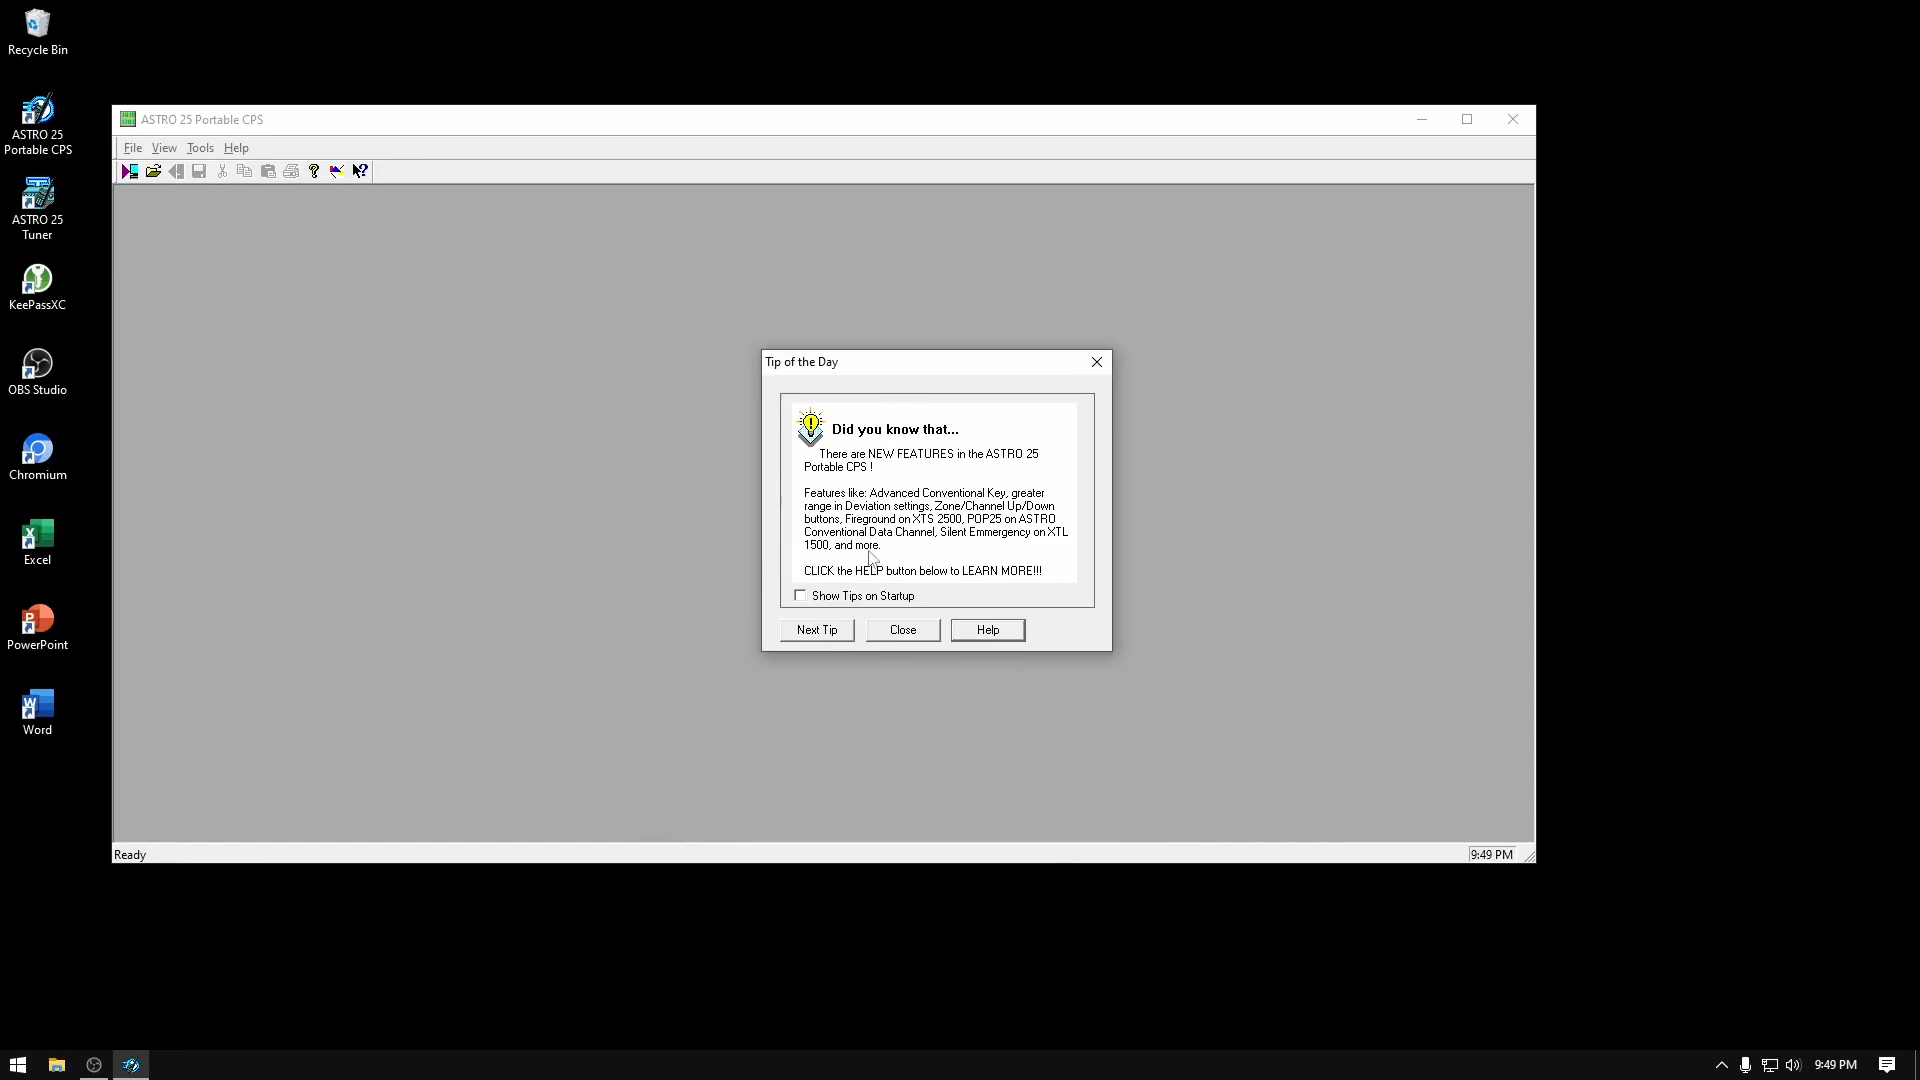 Recycle Bin
ASTRO 25
Portable CPS
ASTRO 25
Tuner
KeePassXC
OBS Studio
Chromium
Excel
PowerPoint
Word
ASTRO 25 Portable CPS
File View Tools Help
Tip of the Day
Did you know that...
There are NEW FEATURES in the ASTRO 25
Portable CPS !
Features like: Advanced Conventional Key, greater
range in Deviation settings, Zone/Channel Up/Down
buttons, Fireground on XTS 2500, POP25 on ASTRO
Conventional Data Channel, Silent Emmergency on XTL
1500, and more.
CLICK the HELP button below to LEARN MORE!!!
Show Tips on Startup
Next Tip Close Help
Ready 9:49 PM
9:49 PM